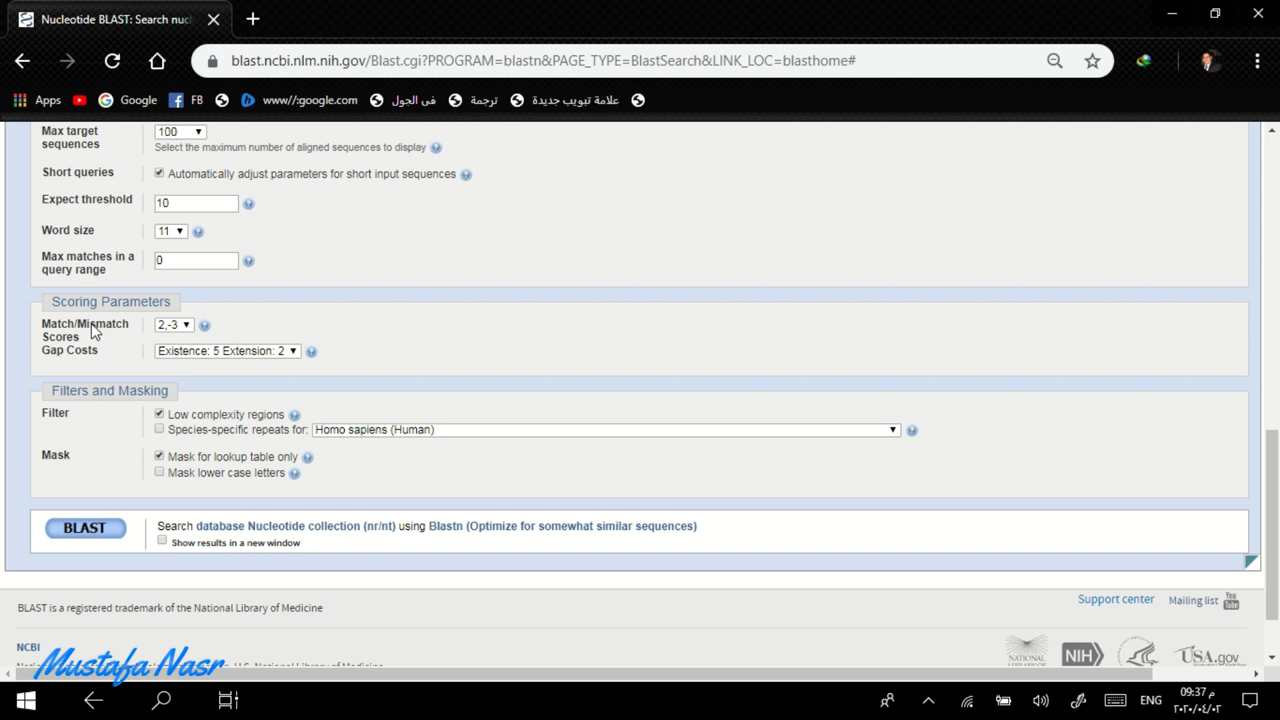 Nucleotide BLAST: Search nucl
blast.ncbi.nlm.nih.gov/Blast.cgi?PROGRAM=blastn&PAGE_TYPE=BlastSearch&LINK_LOC=blasthome#
Apps Google FB www//:google.com فى الجول ترجمة علامة تبويب جديدة
Max target sequences 100
Select the maximum number of aligned sequences to display
Short queries Automatically adjust parameters for short input sequences
Expect threshold 10
Word size 11
Max matches in a query range 0
Scoring Parameters
Match/Mismatch Scores 2,-3
Gap Costs Existence: 5 Extension: 2
Filters and Masking
Filter Low complexity regions
Species-specific repeats for: Homo sapiens (Human)
Mask Mask for lookup table only
Mask lower case letters
BLAST Search database Nucleotide collection (nr/nt) using Blastn (Optimize for somewhat similar sequences)
Show results in a new window
Support center Mailing list You Tube
BLAST is a registered trademark of the National Library of Medicine
NCBI
NIH USA.gov
Mustafa Nasr
ENG
09:37 م
٢٠٢٠/٠٤/٠٢